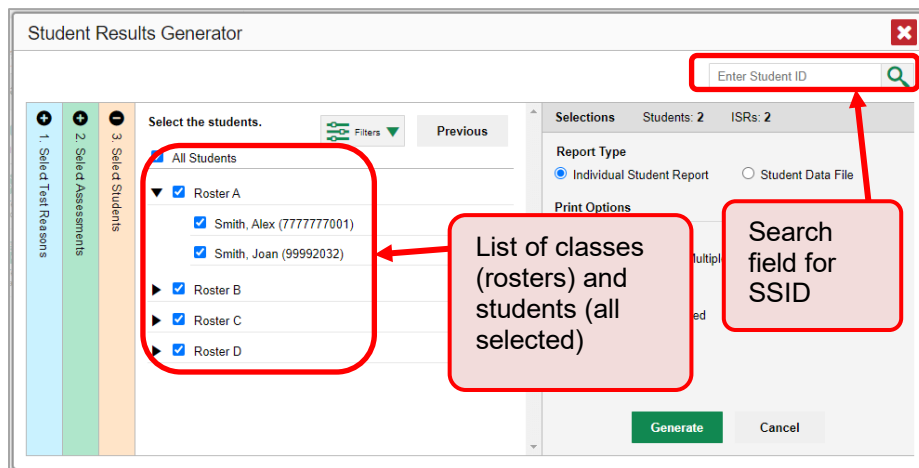 Student Results Generator
Enter Student ID
1. Select Test Reasons
2. Select Assessments
3. Select Students
Select the students.
Filters
Previous
All Students
Roster A
Smith, Alex (7777777001)
Smith, Joan (99992032)
Roster B
Roster C
Roster D
List of classes
(rosters) and
students (all
selected)
Selections Students: 2 ISRs: 2
Report Type
Individual Student Report Student Data File
Print Options
Search
field for
SSID
Generate Cancel